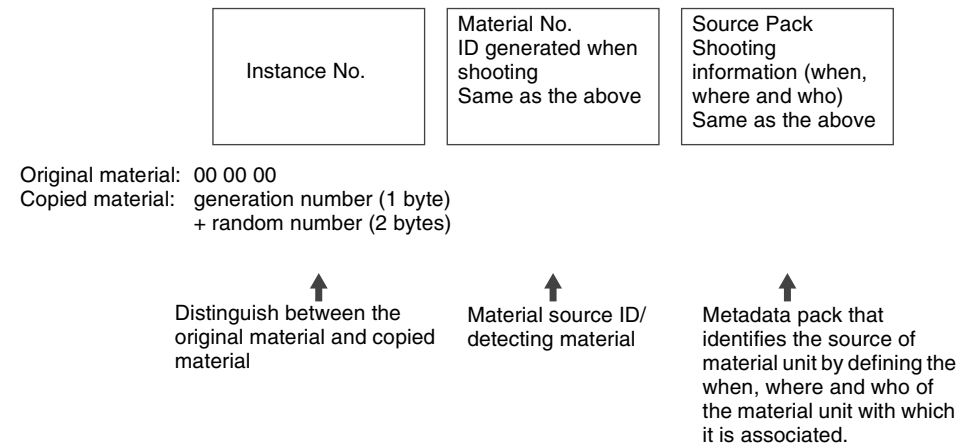 Instance No.
Material No.
ID generated when
shooting
Same as the above
Source Pack
Shooting
information (when,
where and who)
Same as the above
Original material: 00 00 00
Copied material: generation number (1 byte)
+ random number (2 bytes)
Distinguish between the
original material and copied
material
Material source ID/
detecting material
Metadata pack that
identifies the source of
material unit by defining the
when, where and who of
the material unit with which
it is associated.